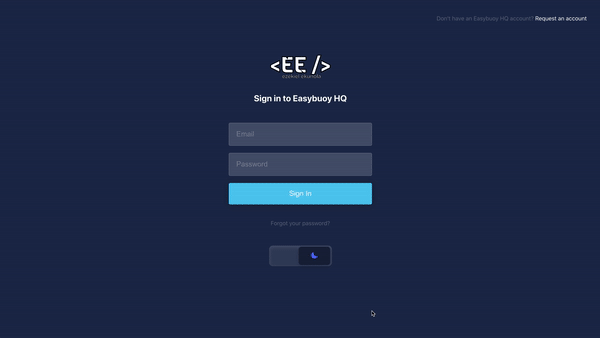 Don't have an Easybuoy HQ account? Request an account
<EE />
Sign in to Easybuoy HQ
Email
Password
Sign In
Forgot your password?